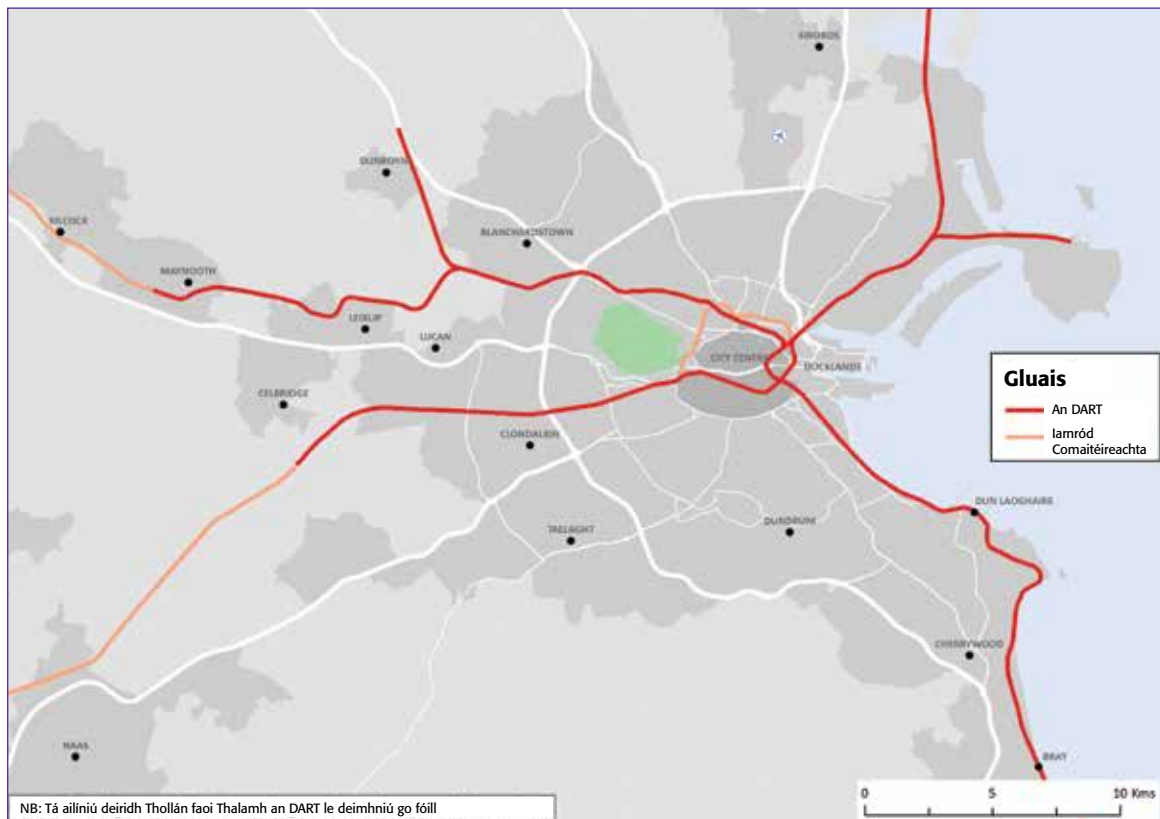 SWORDS
DUNBOYNE
KILCOCK
BLANCHARDSTOWN
MAYNOOTH
LEIXLIP
LUCAN
CITY CENTRE
DOCKLANDS
CELBRIDGE
CLONDALKIN
DUN LAOGHAIRE
TALLAGHT
DUNDRUM
CHERRYWOOD
NAAS
BRAY
Gluais
An DART
Iarnród
Comaitéireachta
0 5 10 Kms
NB: Tá ailíniú deiridh Thollán faoi Thalamh an DART le deimhniú go fóill